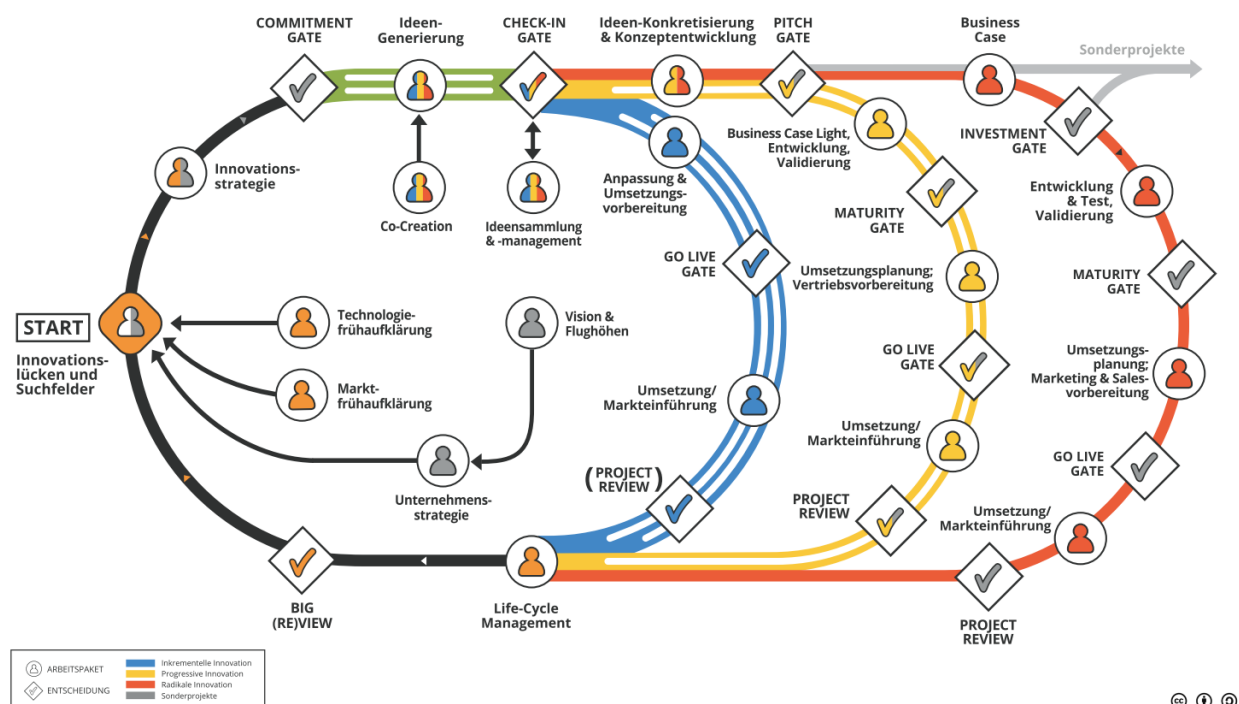 COMMITMENT
GATE
Ideen-
Generierung
CHECK-IN
GATE
Ideen-Konkretisierung
& Konzeptentwicklung
PITCH
GATE
Business
Case
Sonderprojekte
Innovations-
strategie
Co-Creation
Ideensammlung
& -management
Anpassung &
Umsetzungs-
vorbereitung
Business Case Light,
Entwicklung,
Validierung
INVESTMENT
GATE
MATURITY
GATE
Entwicklung
& Test,
Validierung
GO LIVE
GATE
Umsetzungsplanung;
Vertriebsvorbereitung
MATURITY
GATE
START
Innovations-
lücken und
Suchfelder
Technologie-
frühaufklärung
Vision &
Flughöhen
Markt-
frühaufklärung
Umsetzung/
Markteinführung
GO LIVE
GATE
Umsetzungs-
planung;
Marketing & Sales-
vorbereitung
Umsetzung/
Markteinführung
GO LIVE
GATE
Unternehmens-
strategie
(PROJECT
REVIEW)
PROJECT
REVIEW
Umsetzung/
Markteinführung
BIG
(RE)VIEW
Life-Cycle
Management
PROJECT
REVIEW
ARBEITSPAKET
ENTSCHEIDUNG
Inkrementelle Innovation
Progressive Innovation
Radikale Innovation
Sonderprojekte
cc